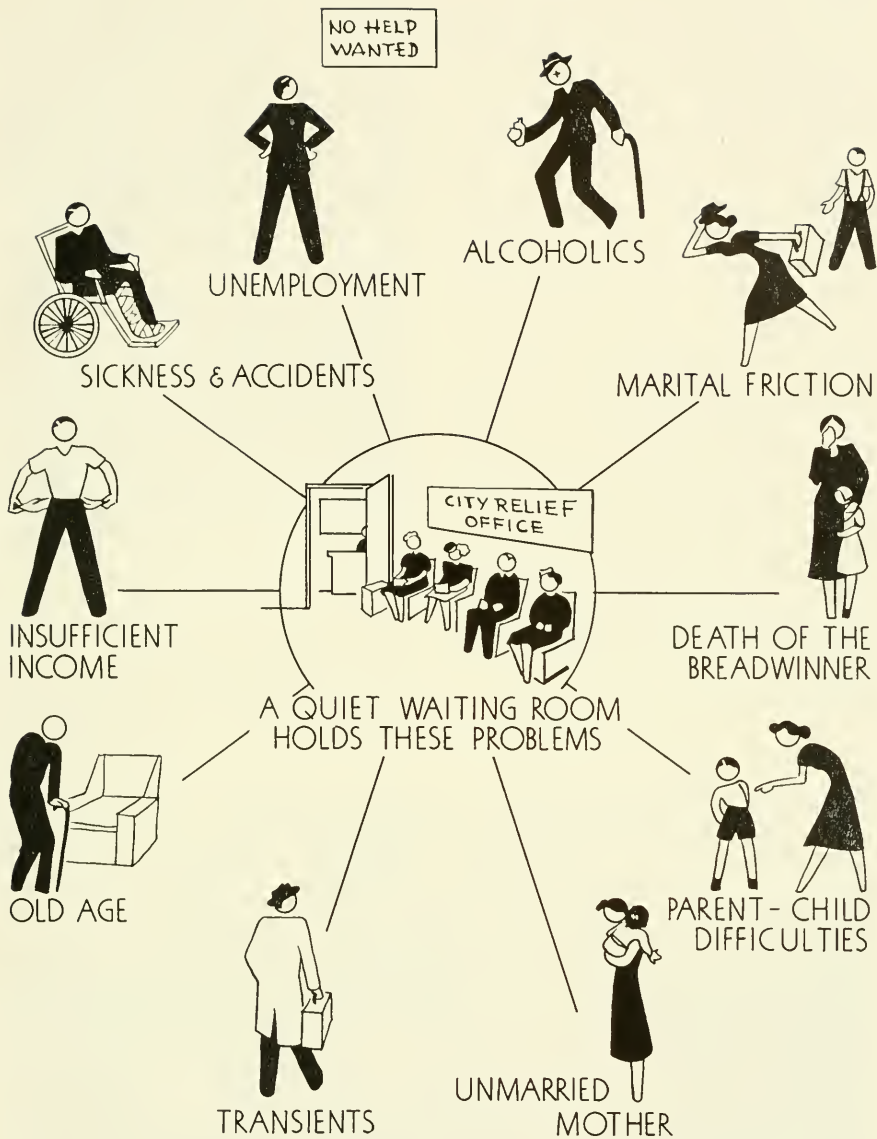 NO HELP
WANTED
UNEMPLOYMENT
ALCOHOLICS
SICKNESS & ACCIDENTS
MARITAL FRICTION
CITY RELIEF
OFFICE
INSUFFICIENT
INCOME
DEATH OF THE
BREADWINNER
A QUIET WAITING ROOM
HOLDS THESE PROBLEMS
OLD AGE
PARENT-CHILD
DIFFICULTIES
TRANSIENTS
UNMARRIED
MOTHER